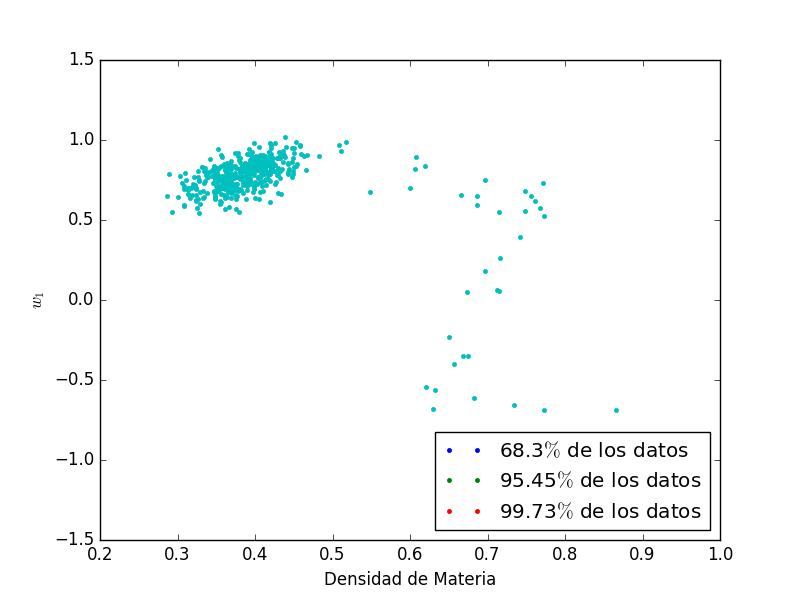 1.5
1.0
0.5
0.0
−0.5
−1.0
−1.5
w₁
68.3% de los datos
95.45% de los datos
99.73% de los datos
0.2 0.3 0.4 0.5 0.6 0.7 0.8 0.9 1.0
Densidad de Materia